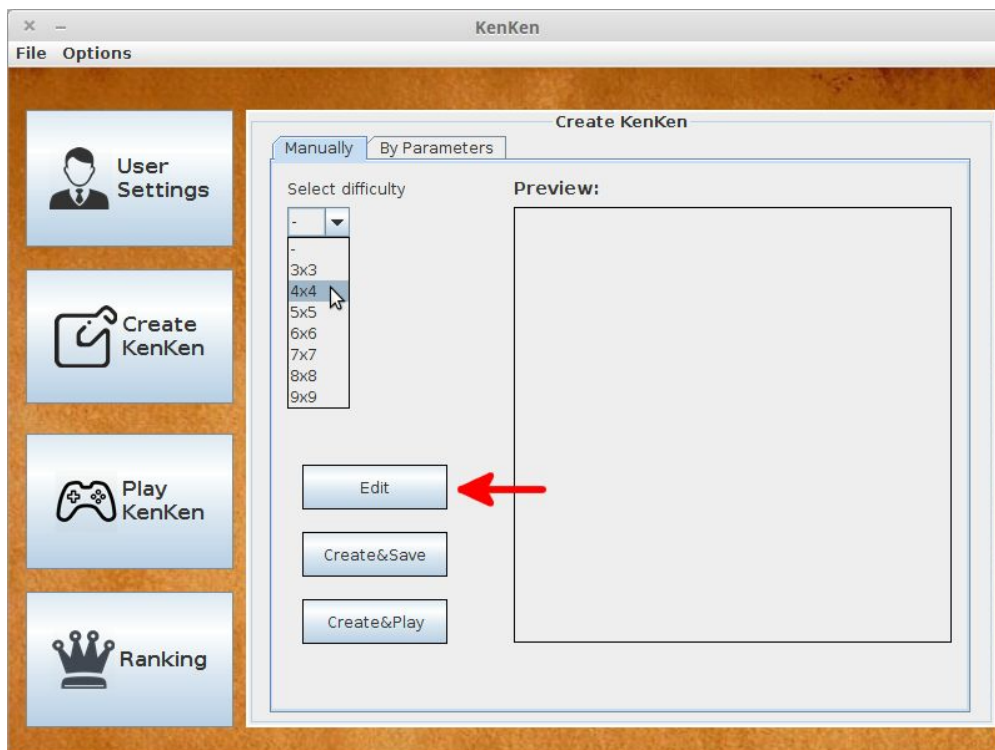 KenKen
File Options
User
Settings
Create
KenKen
Play
KenKen
Ranking
Create KenKen
Manually By Parameters
Select difficulty
-
-
3x3
4x4
5x5
6x6
7x7
8x8
9x9
Edit
Create&Save
Create&Play
Preview: